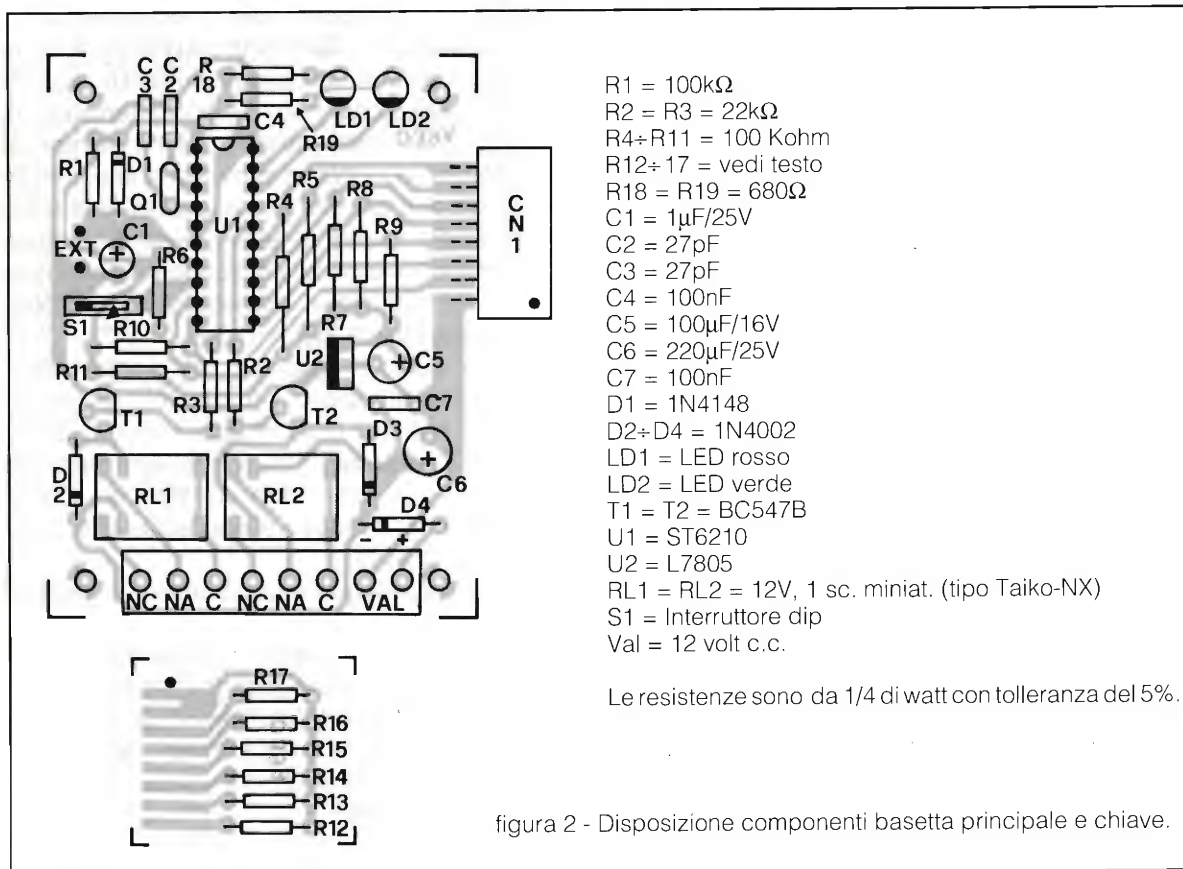 C 3
C 2
R 18
C4
LD1
LD2
R19
R1
D1
Q1
U1
R4
R5
R8
R9
CN1
EXT
C1
R6
S1
R10
R7
U2
C5
R11
R3
R2
T1
T2
C7
D3
D 2
RL1
RL2
C6
D4
- +
NC NA C NC NA C VAL
R17
R16
R15
R14
R13
R12
R1 = 100kΩ
R2 = R3 = 22kΩ
R4÷R11 = 100 Kohm
R12÷17 = vedi testo
R18 = R19 = 680Ω
C1 = 1µF/25V
C2 = 27pF
C3 = 27pF
C4 = 100nF
C5 = 100µF/16V
C6 = 220µF/25V
C7 = 100nF
D1 = 1N4148
D2÷D4 = 1N4002
LD1 = LED rosso
LD2 = LED verde
T1 = T2 = BC547B
U1 = ST6210
U2 = L7805
RL1 = RL2 = 12V, 1 sc. miniat. (tipo Taiko-NX)
S1 = Interruttore dip
Val = 12 volt c.c.
Le resistenze sono da 1/4 di watt con tolleranza del 5%.
figura 2 - Disposizione componenti basetta principale e chiave.